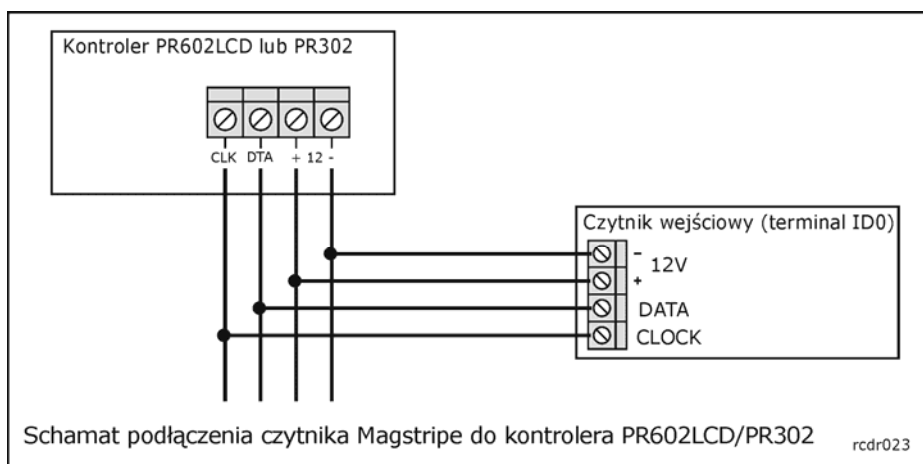 Kontroler PR602LCD lub PR302
CLK DTA + 12 -
Czytnik wejściowy (terminal ID0)
-
12V
+
DATA
CLOCK
Schamat podłączenia czytnika Magstripe do kontrolera PR602LCD/PR302
rcdr023